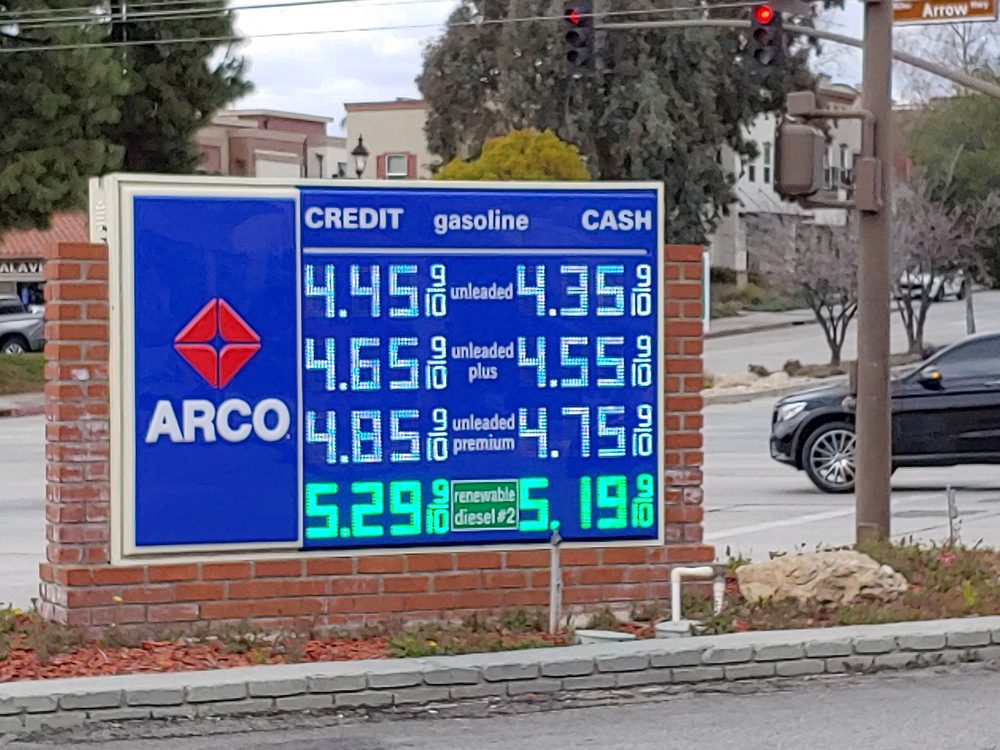 Arrow Hwy
CREDIT gasoline CASH
4.45 9/10 unleaded 4.35 9/10
4.65 9/10 unleaded plus 4.55 9/10
4.85 9/10 unleaded premium 4.75 9/10
5.29 9/10 renewable diesel #2 5.19 9/10
ARCO
ALAVI